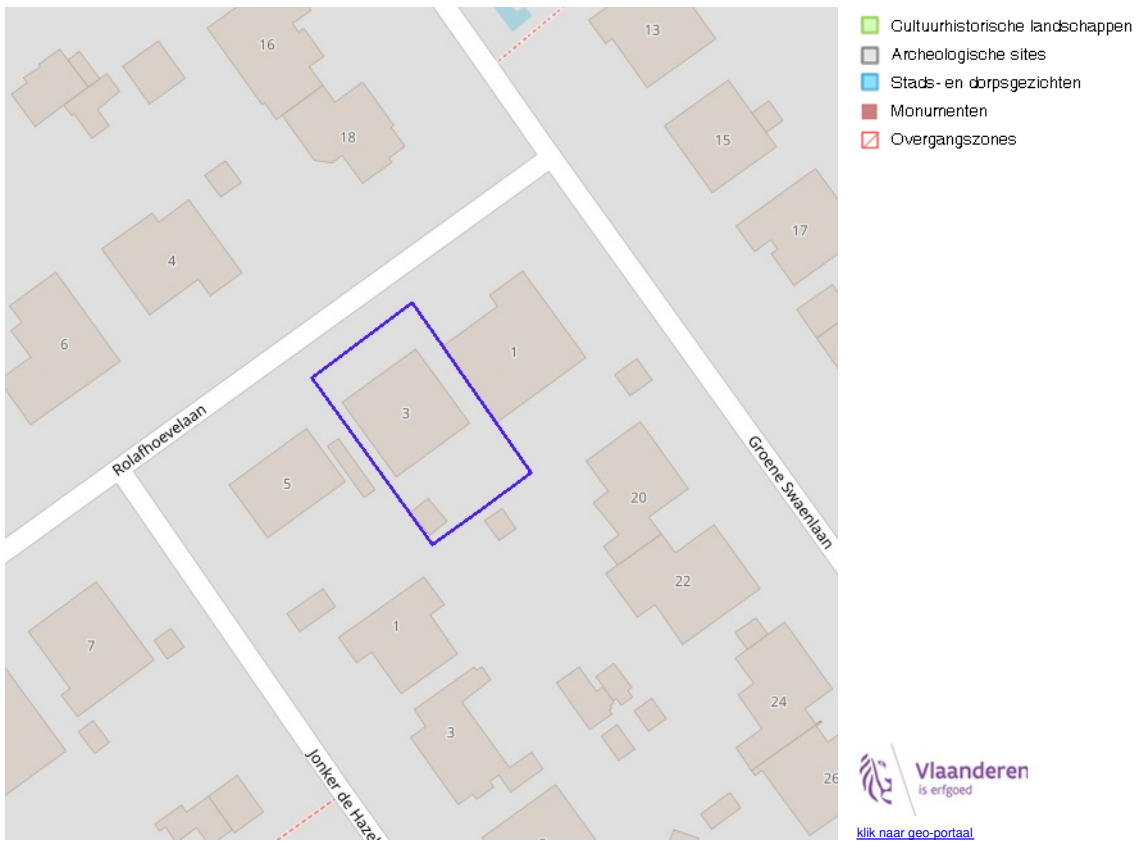 16
13
18
15
17
4
6
1
3
5
20
22
7
1
3
24
26
Rolafhoevelaan
Groene Swaenlaan
Jonker de Haze
Cultuurhistorische landschappen
Archeologische sites
Stads- en dorpsgezichten
Monumenten
Overgangszones
Vlaanderen
is erfgoed
klik naar geo-portaal